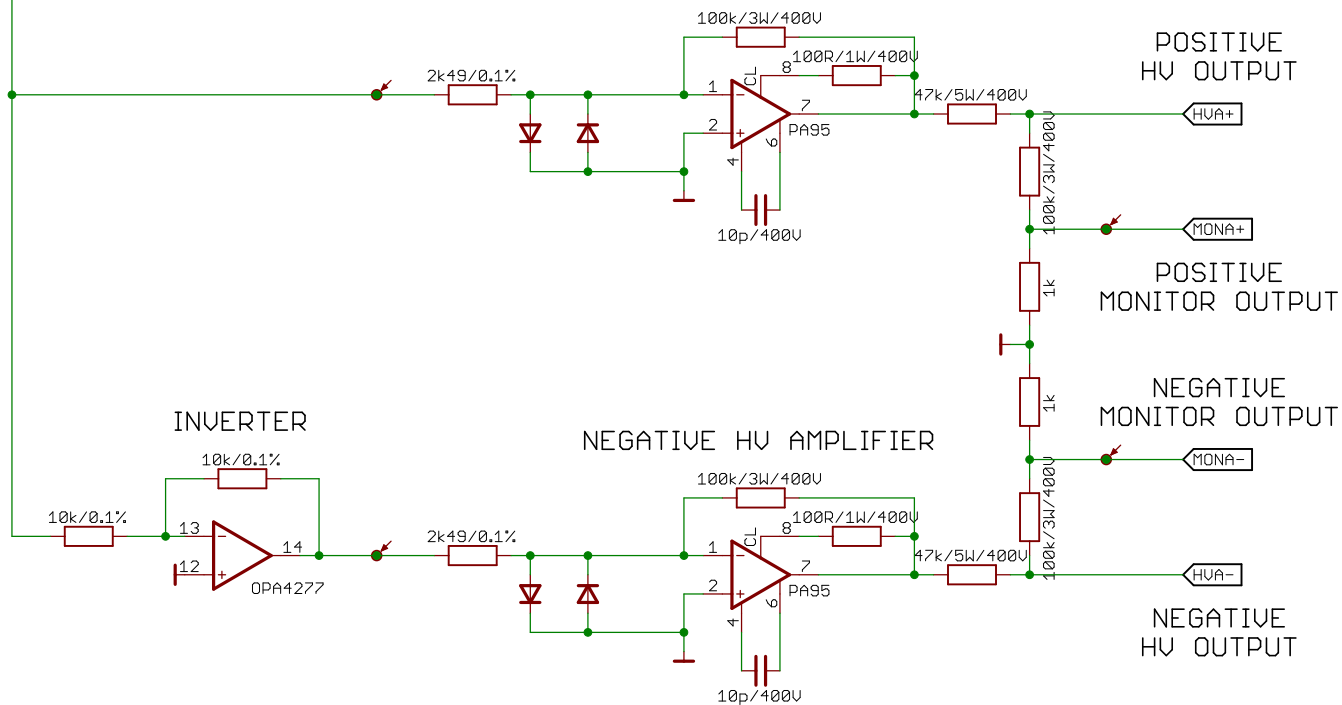 100k/3W/400V
POSITIVE
HV OUTPUT
2k49/0.1%
CL
8
100R/1W/400V
1
47k/5W/400V
7
HVA+
2
PA95
4
6
100k/3W/400V
10p/400V
MONA+
POSITIVE
MONITOR OUTPUT
1k
NEGATIVE
MONITOR OUTPUT
1k
INVERTER
NEGATIVE HV AMPLIFIER
10k/0.1%
MONA-
100k/3W/400V
10k/0.1%
13
14
12
OPA4277
2k49/0.1%
CL
8
100R/1W/400V
1
47k/5W/400V
7
100k/3W/400V
HVA-
2
PA95
4
6
NEGATIVE
HV OUTPUT
10p/400V